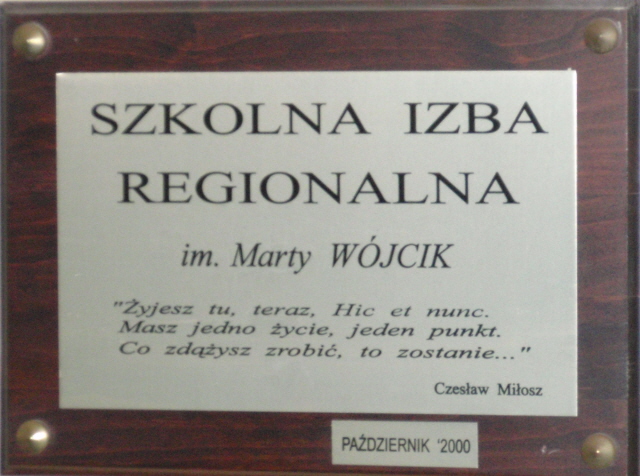 SZKOLNA IZBA
REGIONALNA
im. Marty WÓJCIK
"Żyjesz tu, teraz, Hic et nunc.
Masz jedno życie, jeden punkt.
Co zdążysz zrobić, to zostanie..."
Czesław Miłosz
PAŹDZIERNIK '2000